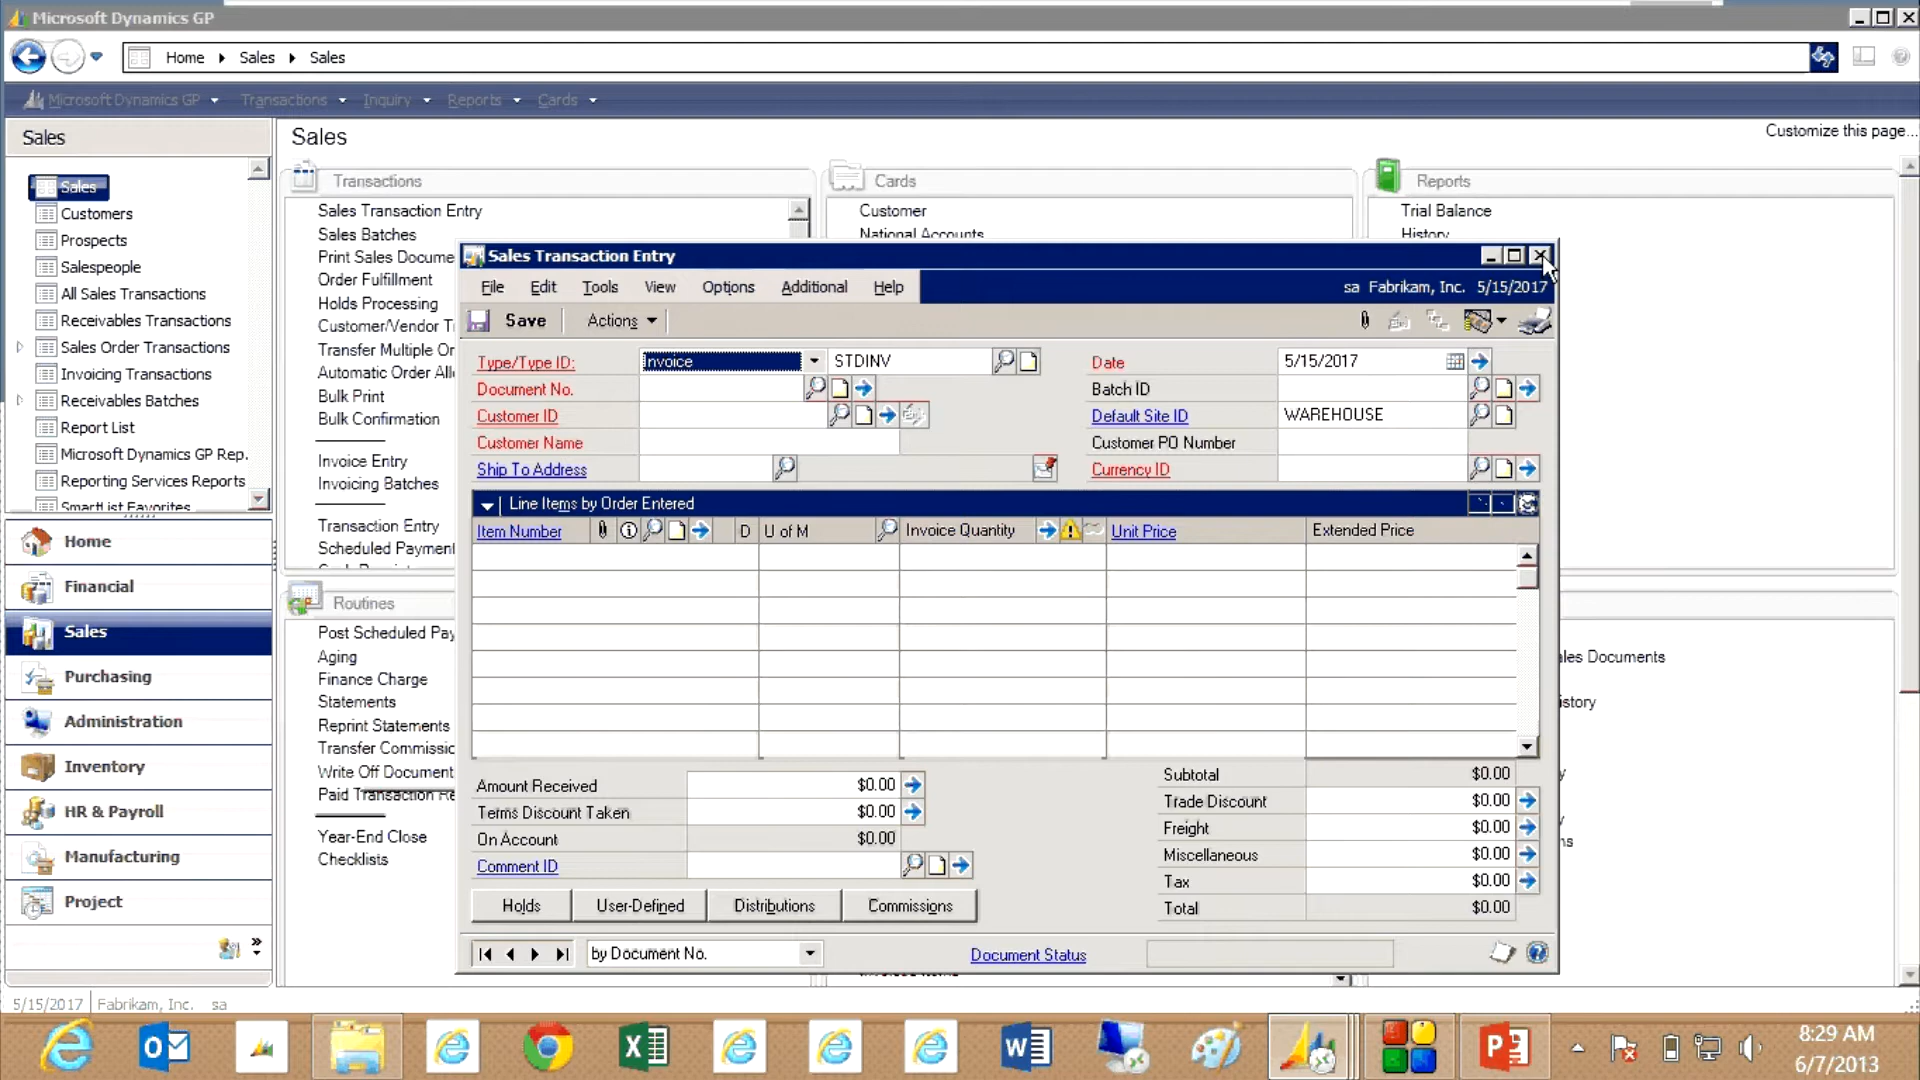 Microsoft Dynamics GP
Home Sales Sales
Microsoft Dynamics GP Transactions Inquiry Reports Cards
Sales
Sales
Customers
Prospects
Salespeople
All Sales Transactions
Receivables Transactions
Sales Order Transactions
Invoicing Transactions
Receivables Batches
Report List
Microsoft Dynamics GP Rep.
Reporting Services Reports
SmartList Favorites
Home
Financial
Sales
Purchasing
Administration
Inventory
HR & Payroll
Manufacturing
Project
Sales
Customize this page...
Transactions
Sales Transaction Entry
Sales Batches
Print Sales Docume
Order Fulfillment
Holds Processing
Customer/Vendor T
Transfer Multiple Or
Automatic Order All
Bulk Print
Bulk Confirmation
Invoice Entry
Invoicing Batches
Transaction Entry
Scheduled Paymen
Cards
Customer
National Accounts
Reports
Trial Balance
History
Routines
Post Scheduled Pay
Aging
Finance Charge
Statements
Reprint Statements
Transfer Commissio
Write Off Document
Paid Transaction Re
Year-End Close
Checklists
Sales Transaction Entry
File Edit Tools View Options Additional Help
sa Fabrikam, Inc. 5/15/2017
Save Actions
Type/Type ID: Invoice STDINV
Document No.
Customer ID
Customer Name
Ship To Address
Date 5/15/2017
Batch ID
Default Site ID WAREHOUSE
Customer PO Number
Currency ID
Line Items by Order Entered
Item Number D U of M Invoice Quantity Unit Price Extended Price
Amount Received $0.00
Terms Discount Taken $0.00
On Account $0.00
Comment ID
Subtotal $0.00
Trade Discount $0.00
Freight $0.00
Miscellaneous $0.00
Tax $0.00
Total $0.00
Holds User-Defined Distributions Commissions
by Document No. Document Status
ales Documents
istory
5/15/2017 Fabrikam, Inc. sa
8:29 AM
6/7/2013